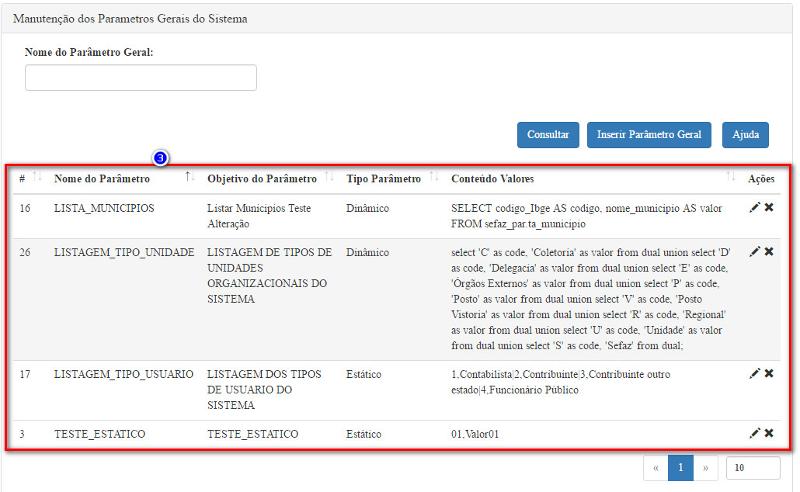 Manutenção dos Parametros Gerais do Sistema
Nome do Parâmetro Geral:
Consultar Inserir Parâmetro Geral Ajuda
3
# Nome do Parâmetro Objetivo do Parâmetro Tipo Parâmetro Conteúdo Valores Ações
16 LISTA_MUNICIPIOS Listar Municipios Teste Dinâmico SELECT codigo_Ibge AS codigo, nome_municipio AS valor
Alteração FROM sefaz_par.ta_municipio
26 LISTAGEM_TIPO_UNIDADE LISTAGEM DE TIPOS DE Dinâmico select 'C' as code, 'Coletoria' as valor from dual union select 'D'
UNIDADES as code, 'Delegacia' as valor from dual union select 'E' as code,
ORGANIZACIONAIS DO 'Órgãos Externos' as valor from dual union select 'P' as code,
SISTEMA 'Posto' as valor from dual union select 'V' as code, 'Posto
Vistoria' as valor from dual union select 'R' as code, 'Regional'
as valor from dual union select 'U' as code, 'Unidade' as valor
from dual union select 'S' as code, 'Sefaz' from dual;
17 LISTAGEM_TIPO_USUARIO LISTAGEM DOS TIPOS Estático 1,Contabilista|2,Contribuinte|3,Contribuinte outro
DE USUARIO DO estado|4,Funcionário Público
SISTEMA
3 TESTE_ESTATICO TESTE_ESTATICO Estático 01,Valor01
« 1 » 10